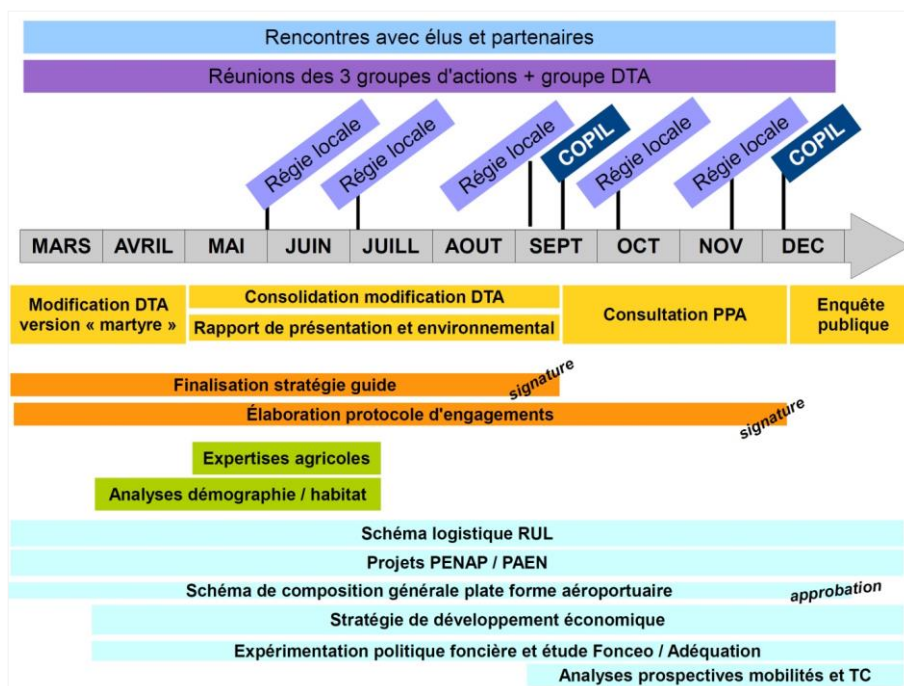 Rencontres avec élus et partenaires
Réunions des 3 groupes d'actions + groupe DTA
Régie locale
Régie locale
Régie locale
COPIL
Régie locale
Régie locale
COPIL
MARS AVRIL MAI JUIN JUILL AOUT SEPT OCT NOV DEC
Modification DTA
version « martyre »
Consolidation modification DTA
Rapport de présentation et environnemental
Consultation PPA
Enquête
publique
Finalisation stratégie guide
signature
Élaboration protocole d'engagements
signature
Expertises agricoles
Analyses démographie / habitat
Schéma logistique RUL
Projets PENAP / PAEN
Schéma de composition générale plate forme aéroportuaire
approbation
Stratégie de développement économique
Expérimentation politique foncière et étude Fonceo / Adéquation
Analyses prospectives mobilités et TC